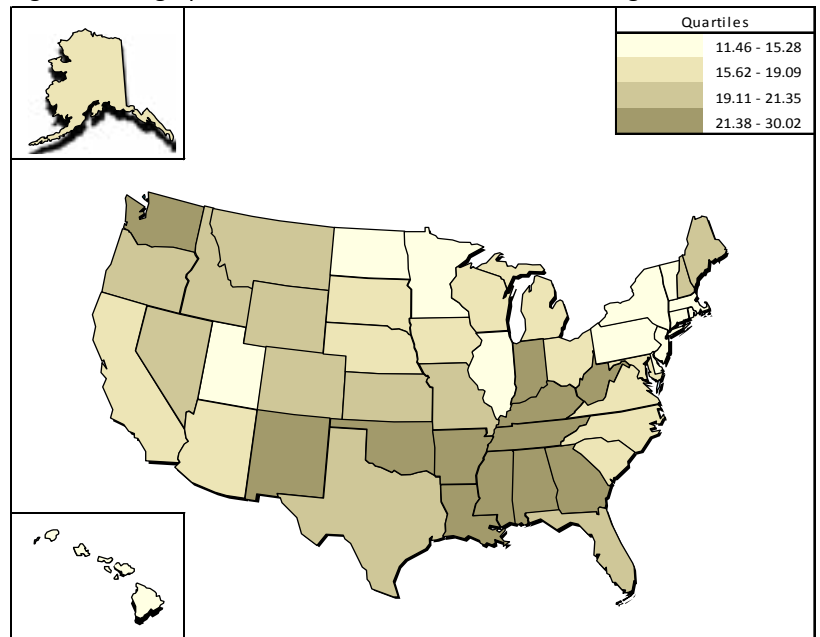 Quartiles
11.46 - 15.28
15.62 - 19.09
19.11 - 21.35
21.38 - 30.02